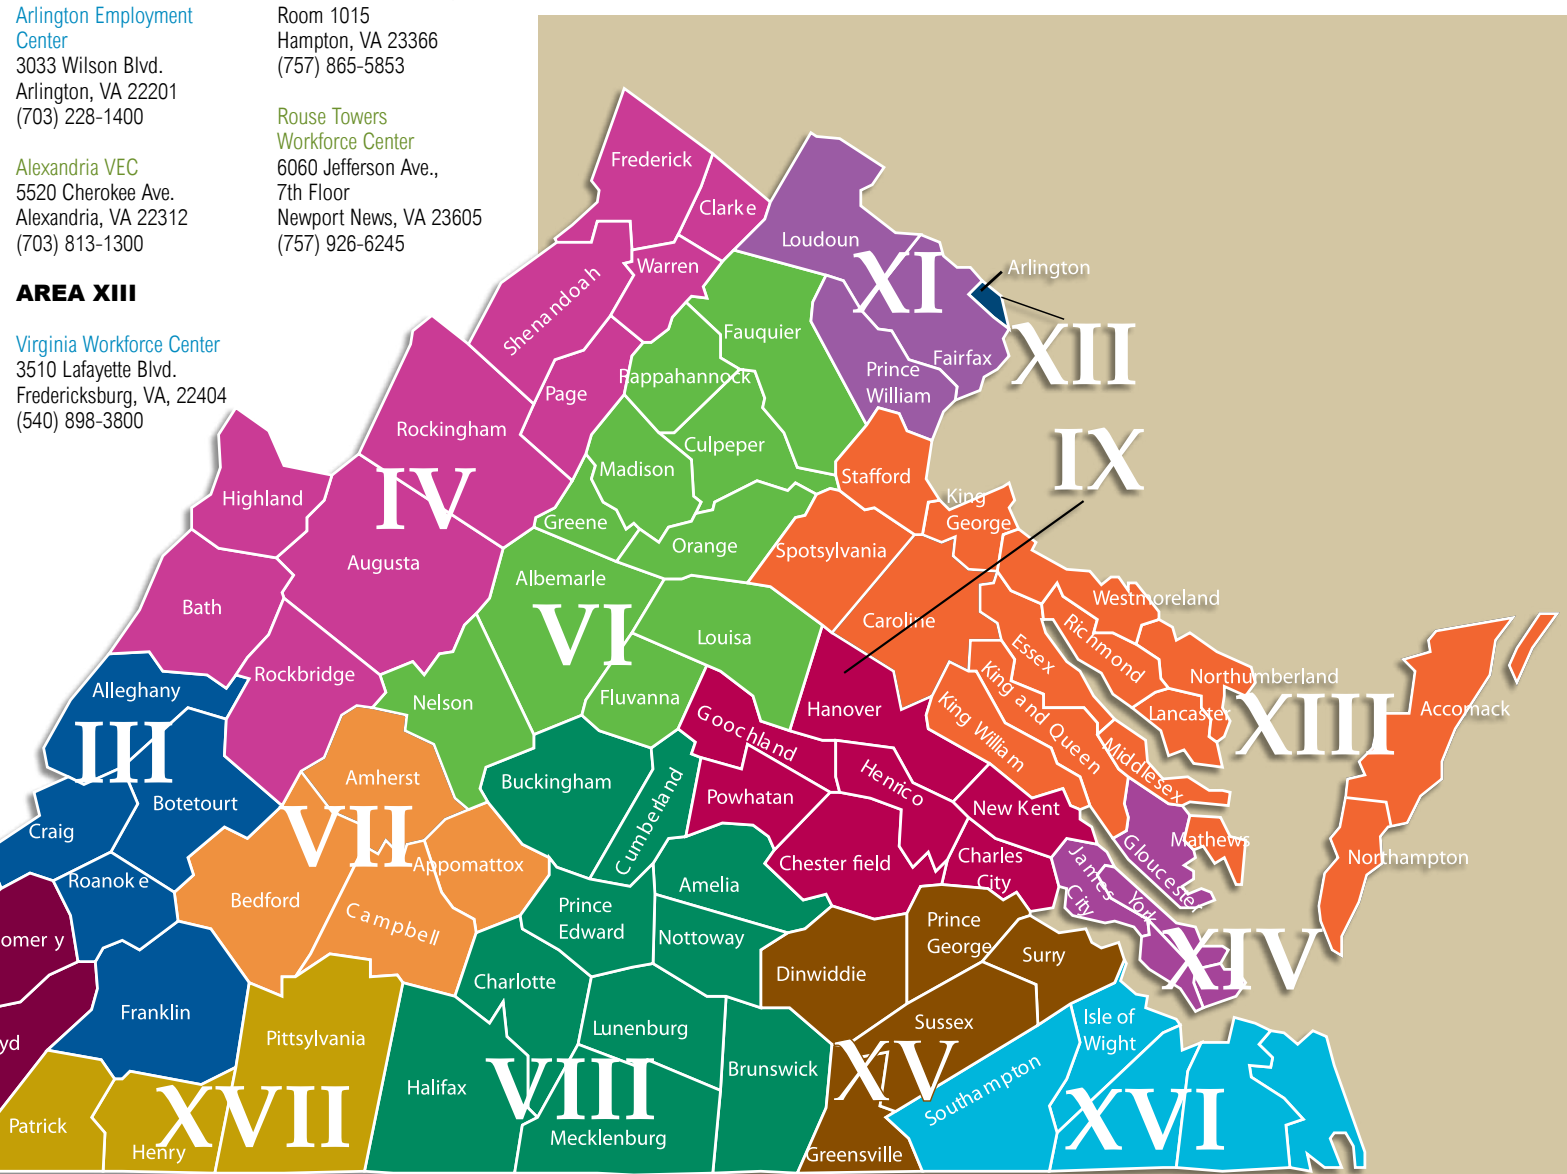 Arlington Employment
Center
3033 Wilson Blvd.
Arlington, VA 22201
(703) 228-1400
Alexandria VEC
5520 Cherokee Ave.
Alexandria, VA 22312
(703) 813-1300
AREA XIII
Virginia Workforce Center
3510 Lafayette Blvd.
Fredericksburg, VA, 22404
(540) 898-3800
Room 1015
Hampton, VA 23366
(757) 865-5853
Rouse Towers
Workforce Center
6060 Jefferson Ave.,
7th Floor
Newport News, VA 23605
(757) 926-6245
Frederick
Clarke
Loudoun
Warren
Shenandoah
XI
Arlington
XII
Fauquier
Fairfax
Prince
William
Rappahannock
Page
Rockingham
IX
Culpeper
Madison
Stafford
IV
Highland
King
George
Greene
Orange
Spotsylvania
Augusta
Albemarle
Bath
VI
Louisa
Caroline
Westmoreland
Richmond
Essex
Rockbridge
Northumberland
Alleghany
Nelson
Fluvanna
Hanover
Goochland
King William
King and Queen
Lancaster
XIII
Accomack
III
Middlesex
Amherst
Buckingham
Cumberland
Powhatan
Henrico
New Kent
Botetourt
VII
Craig
Mathews
Gloucester
Appomattox
Chester field
Charles
City
James
City
York
Northampton
Roanoke
Bedford
Campbell
Amelia
Prince
Edward
Nottoway
Prince
George
Surry
XIV
omer y
Dinwiddie
Charlotte
Franklin
Pittsylvania
Lunenburg
Sussex
Isle of
Wight
yd
XV
Brunswick
Halifax
VIII
Southampton
XVI
XVII
Patrick
Henry
Mecklenburg
Greensville